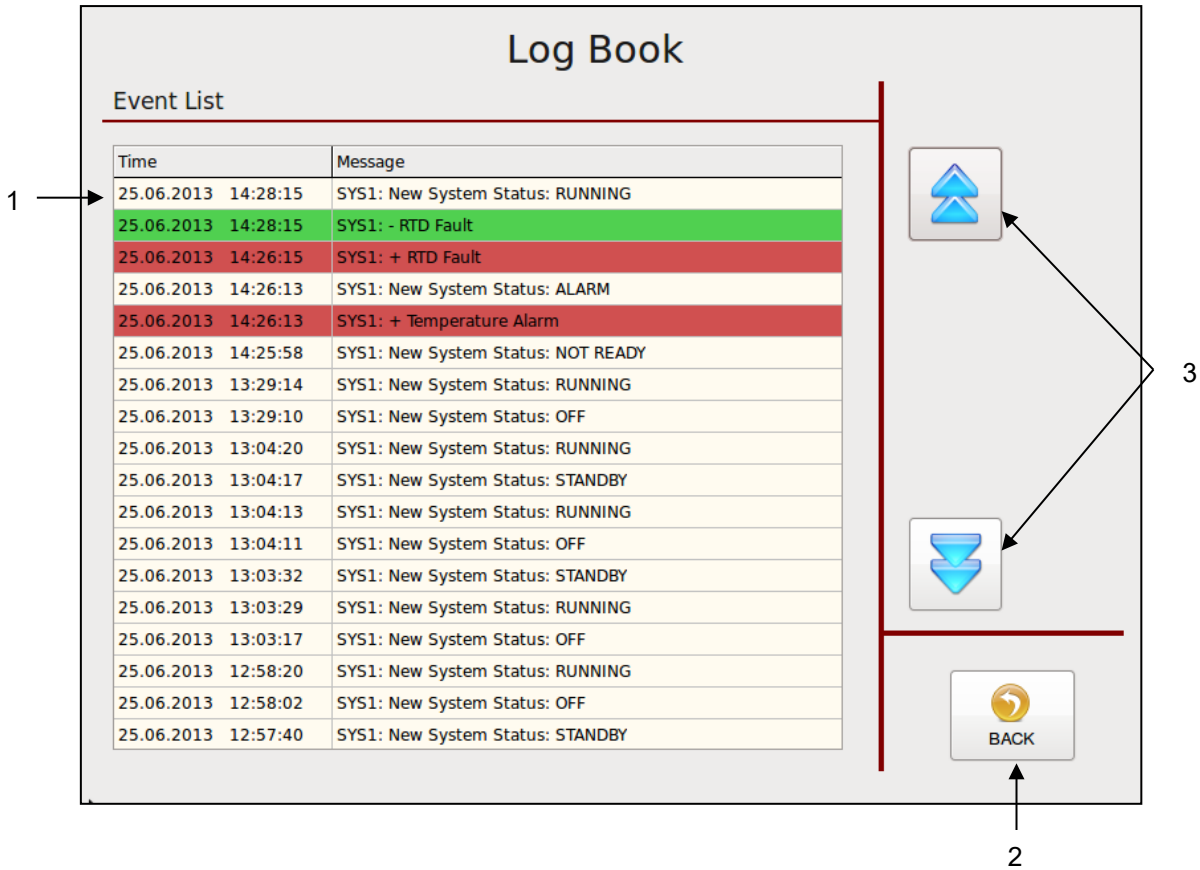 Log Book
Event List
Time Message
1
25.06.2013 14:28:15 SYS1: New System Status: RUNNING
25.06.2013 14:28:15 SYS1: - RTD Fault
25.06.2013 14:26:15 SYS1: + RTD Fault
25.06.2013 14:26:13 SYS1: New System Status: ALARM
25.06.2013 14:26:13 SYS1: + Temperature Alarm
25.06.2013 14:25:58 SYS1: New System Status: NOT READY
25.06.2013 13:29:14 SYS1: New System Status: RUNNING
3
25.06.2013 13:29:10 SYS1: New System Status: OFF
25.06.2013 13:04:20 SYS1: New System Status: RUNNING
25.06.2013 13:04:17 SYS1: New System Status: STANDBY
25.06.2013 13:04:13 SYS1: New System Status: RUNNING
25.06.2013 13:04:11 SYS1: New System Status: OFF
25.06.2013 13:03:32 SYS1: New System Status: STANDBY
25.06.2013 13:03:29 SYS1: New System Status: RUNNING
25.06.2013 13:03:17 SYS1: New System Status: OFF
25.06.2013 12:58:20 SYS1: New System Status: RUNNING
25.06.2013 12:58:02 SYS1: New System Status: OFF
25.06.2013 12:57:40 SYS1: New System Status: STANDBY
BACK
2